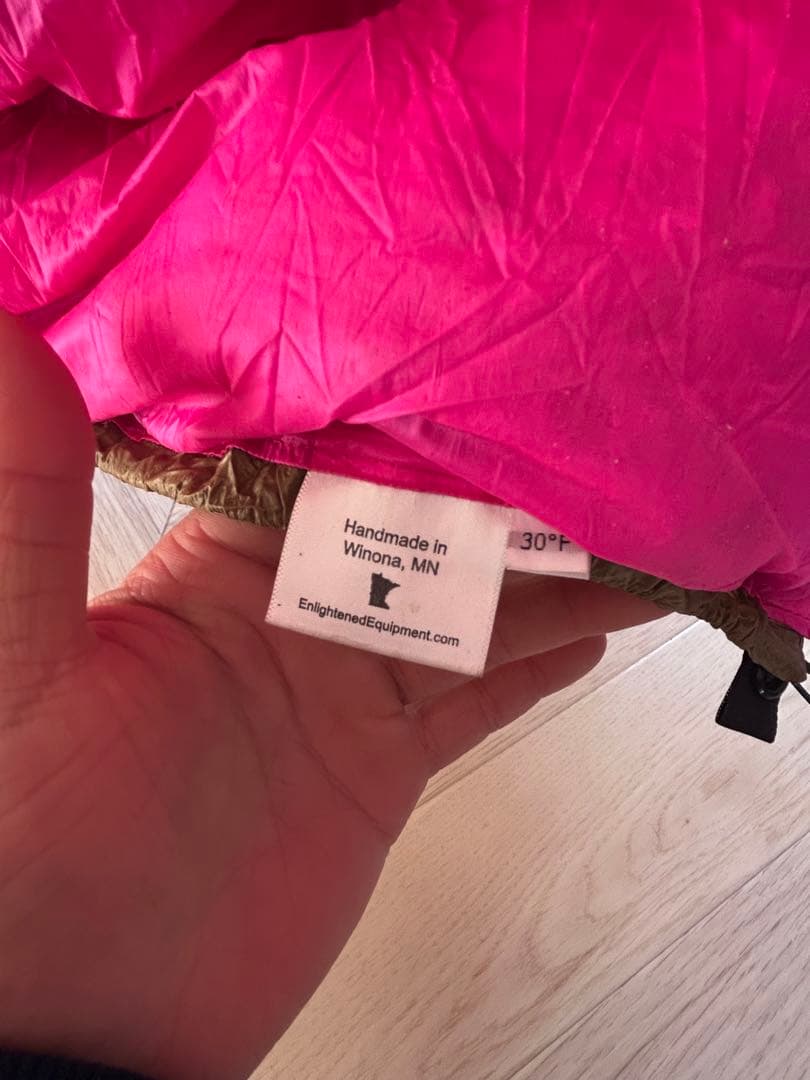 Handmade in
Winona, MN
EnlightenedEquipment.com
30°F